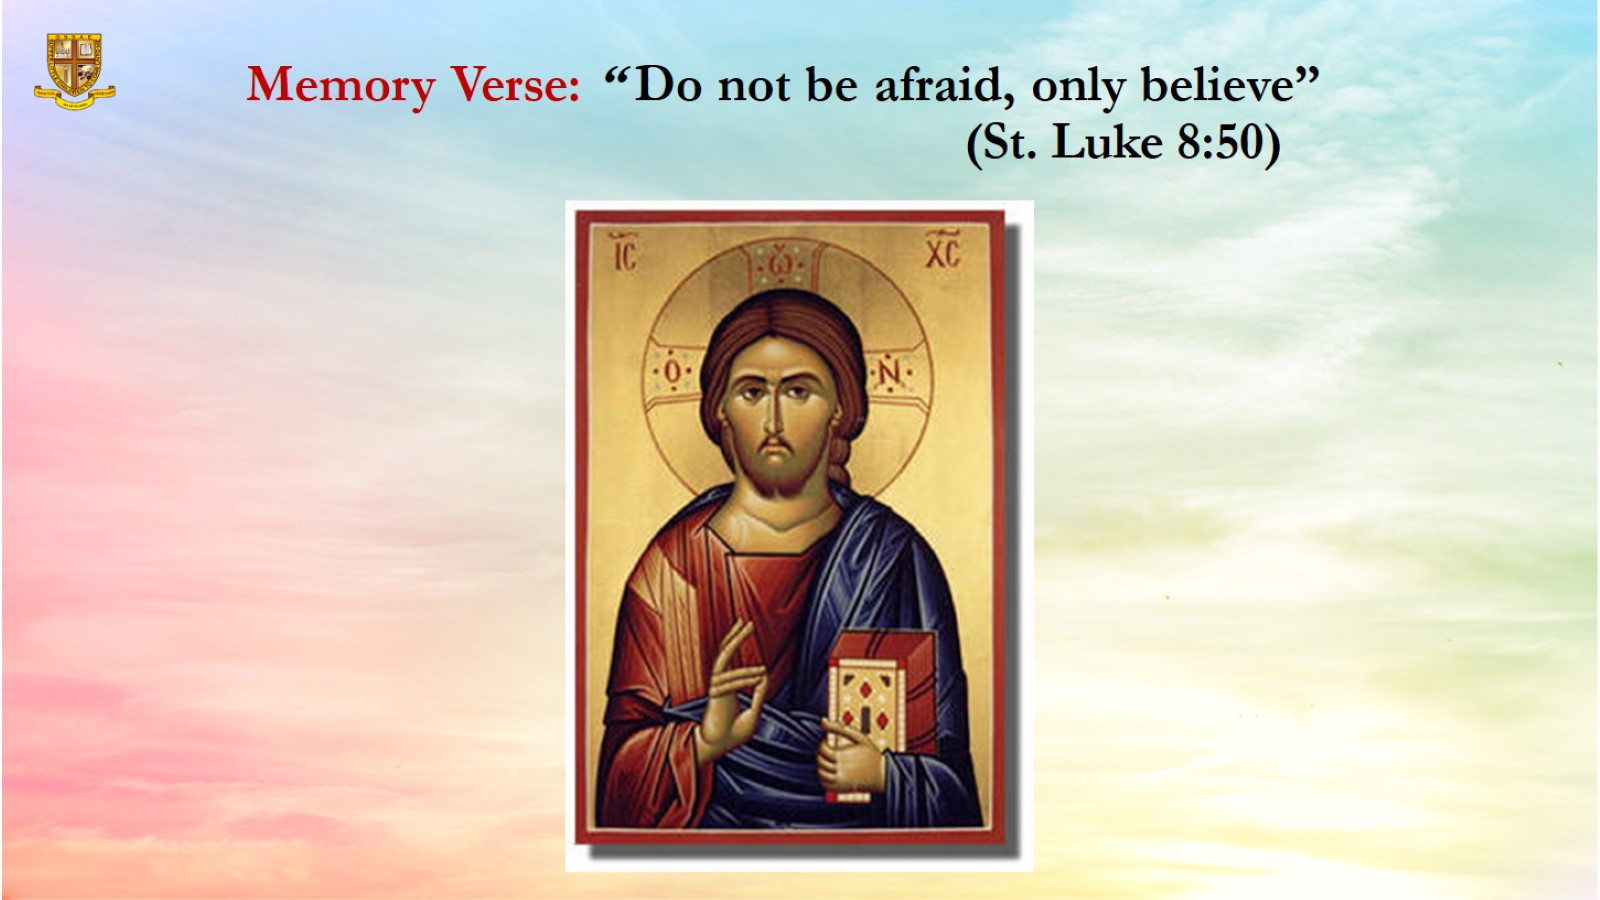 Memory Verse: “Do not be afraid, only believe”
(St. Luke 8:50)
IC XC
ὤ
Ο Ν